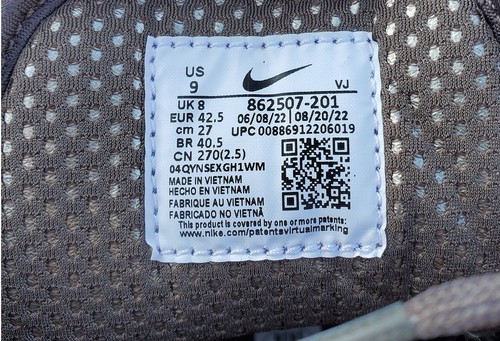 US
9 VJ
UK 8 862507-201
EUR 42.5 06/08/22 08/20/22
cm 27 UPC 00886912206019
BR 40.5
CN 270(2.5)
04QYNSEXGH1WM
MADE IN VIETNAM
HECHO EN VIETNAM
FABRIQUE AU VIETNAM
FABRICADO NO VIETNÃ
This product is covered by one or more patents:
www.nike.com/patentsvirtualmarking